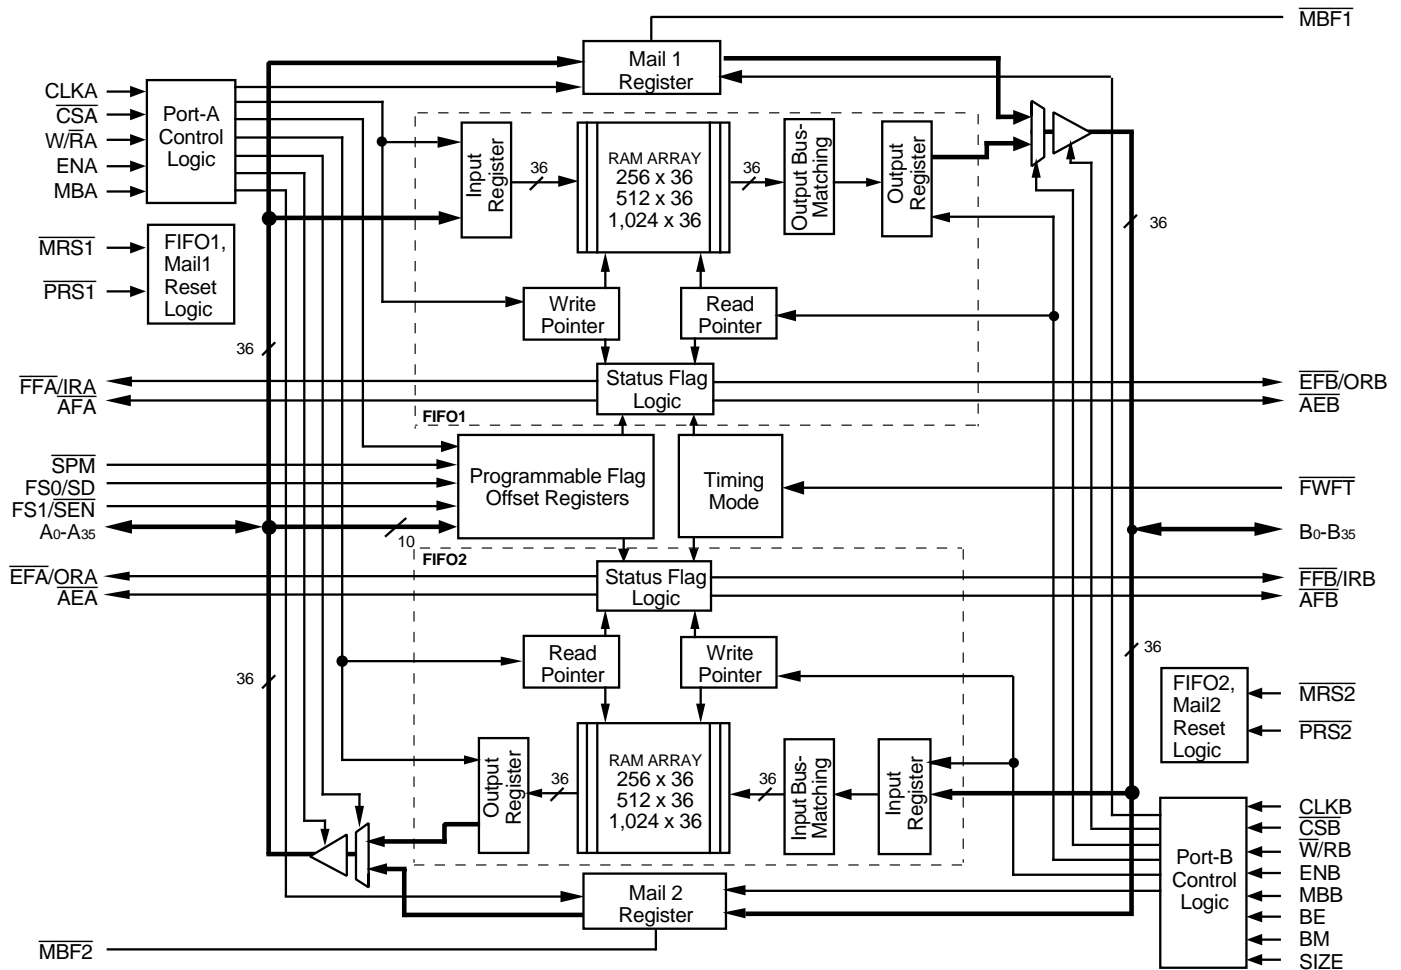 MBF1
Mail 1
Register
CLKA
CSA
W/RA
ENA
MBA
Port-A
Control
Logic
MRS1
PRS1
FIFO1,
Mail1
Reset
Logic
Input
Register
36
RAM ARRAY
256 x 36
512 x 36
1,024 x 36
36
Output Bus-
Matching
Output
Register
36
Write
Pointer
Read
Pointer
36
FFA/IRA
AFA
Status Flag
Logic
EFB/ORB
AEB
FIFO1
SPM
FS0/SD
FS1/SEN
A0-A35
Programmable Flag
Offset Registers
10
Timing
Mode
FWFT
B0-B35
FIFO2
EFA/ORA
AEA
Status Flag
Logic
FFB/IRB
AFB
Read
Pointer
Write
Pointer
36
36
FIFO2,
Mail2
Reset
Logic
MRS2
PRS2
Output
Register
36
RAM ARRAY
256 x 36
512 x 36
1,024 x 36
36
Input Bus-
Matching
Input
Register
Port-B
Control
Logic
CLKB
CSB
W/RB
ENB
MBB
BE
BM
SIZE
Mail 2
Register
MBF2